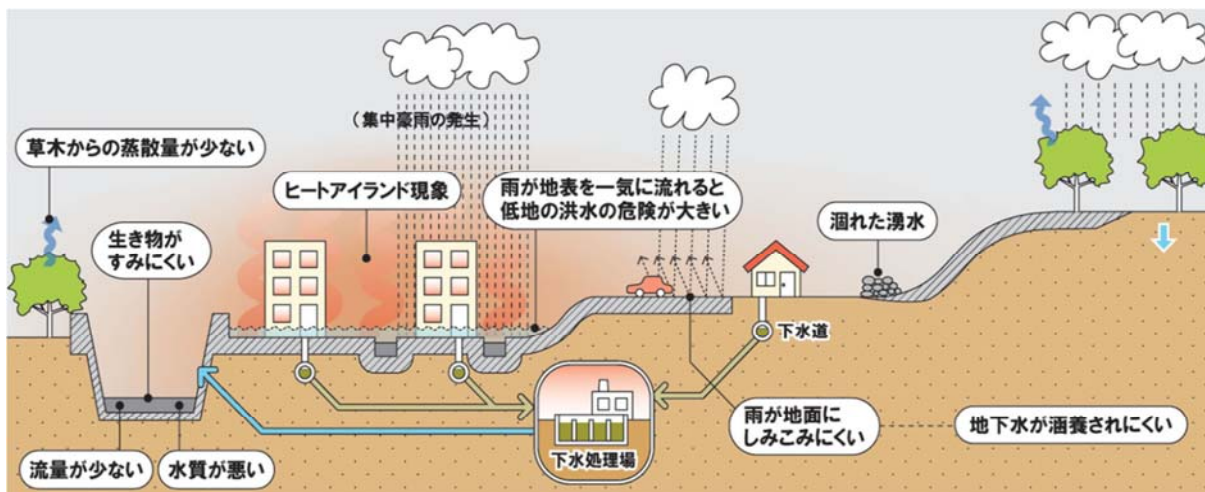 (集中豪雨の発生)
草木からの蒸散量が少ない
ヒートアイランド現象
雨が地表を一気に流れると
低地の洪水の危険が大きい
涸れた湧水
生き物が
すみにくい
下水道
雨が地面に
しみこみにくい
地下水が涵養されにくい
下水処理場
流量が少ない
水質が悪い